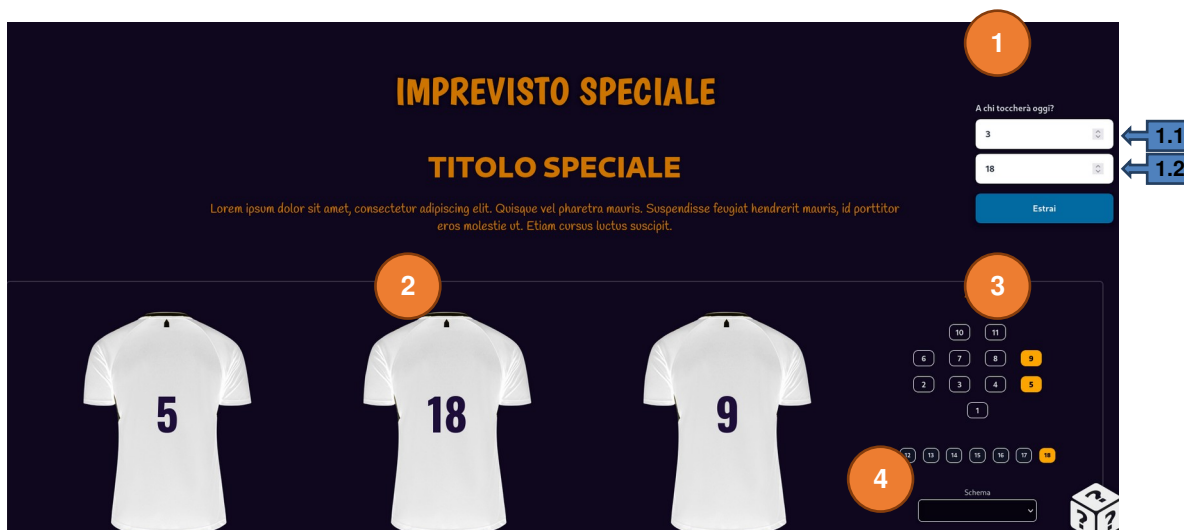 1
IMPREVISTO SPECIALE
A chi toccherà oggi?
3
1.1
TITOLO SPECIALE
18
1.2
Lorem ipsum dolor sit amet, consectetur adipiscing elit. Quisque vel pharetra mauris. Suspendisse feugiat hendrerit mauris, id porttitor
eros molestie ut. Etiam cursus luctus suscipit.
Estrai
2
3
5
18
9
10 11
6 7 8 9
2 3 4 5
1
12 13 14 15 16 17 18
4
Schema
? ? ?